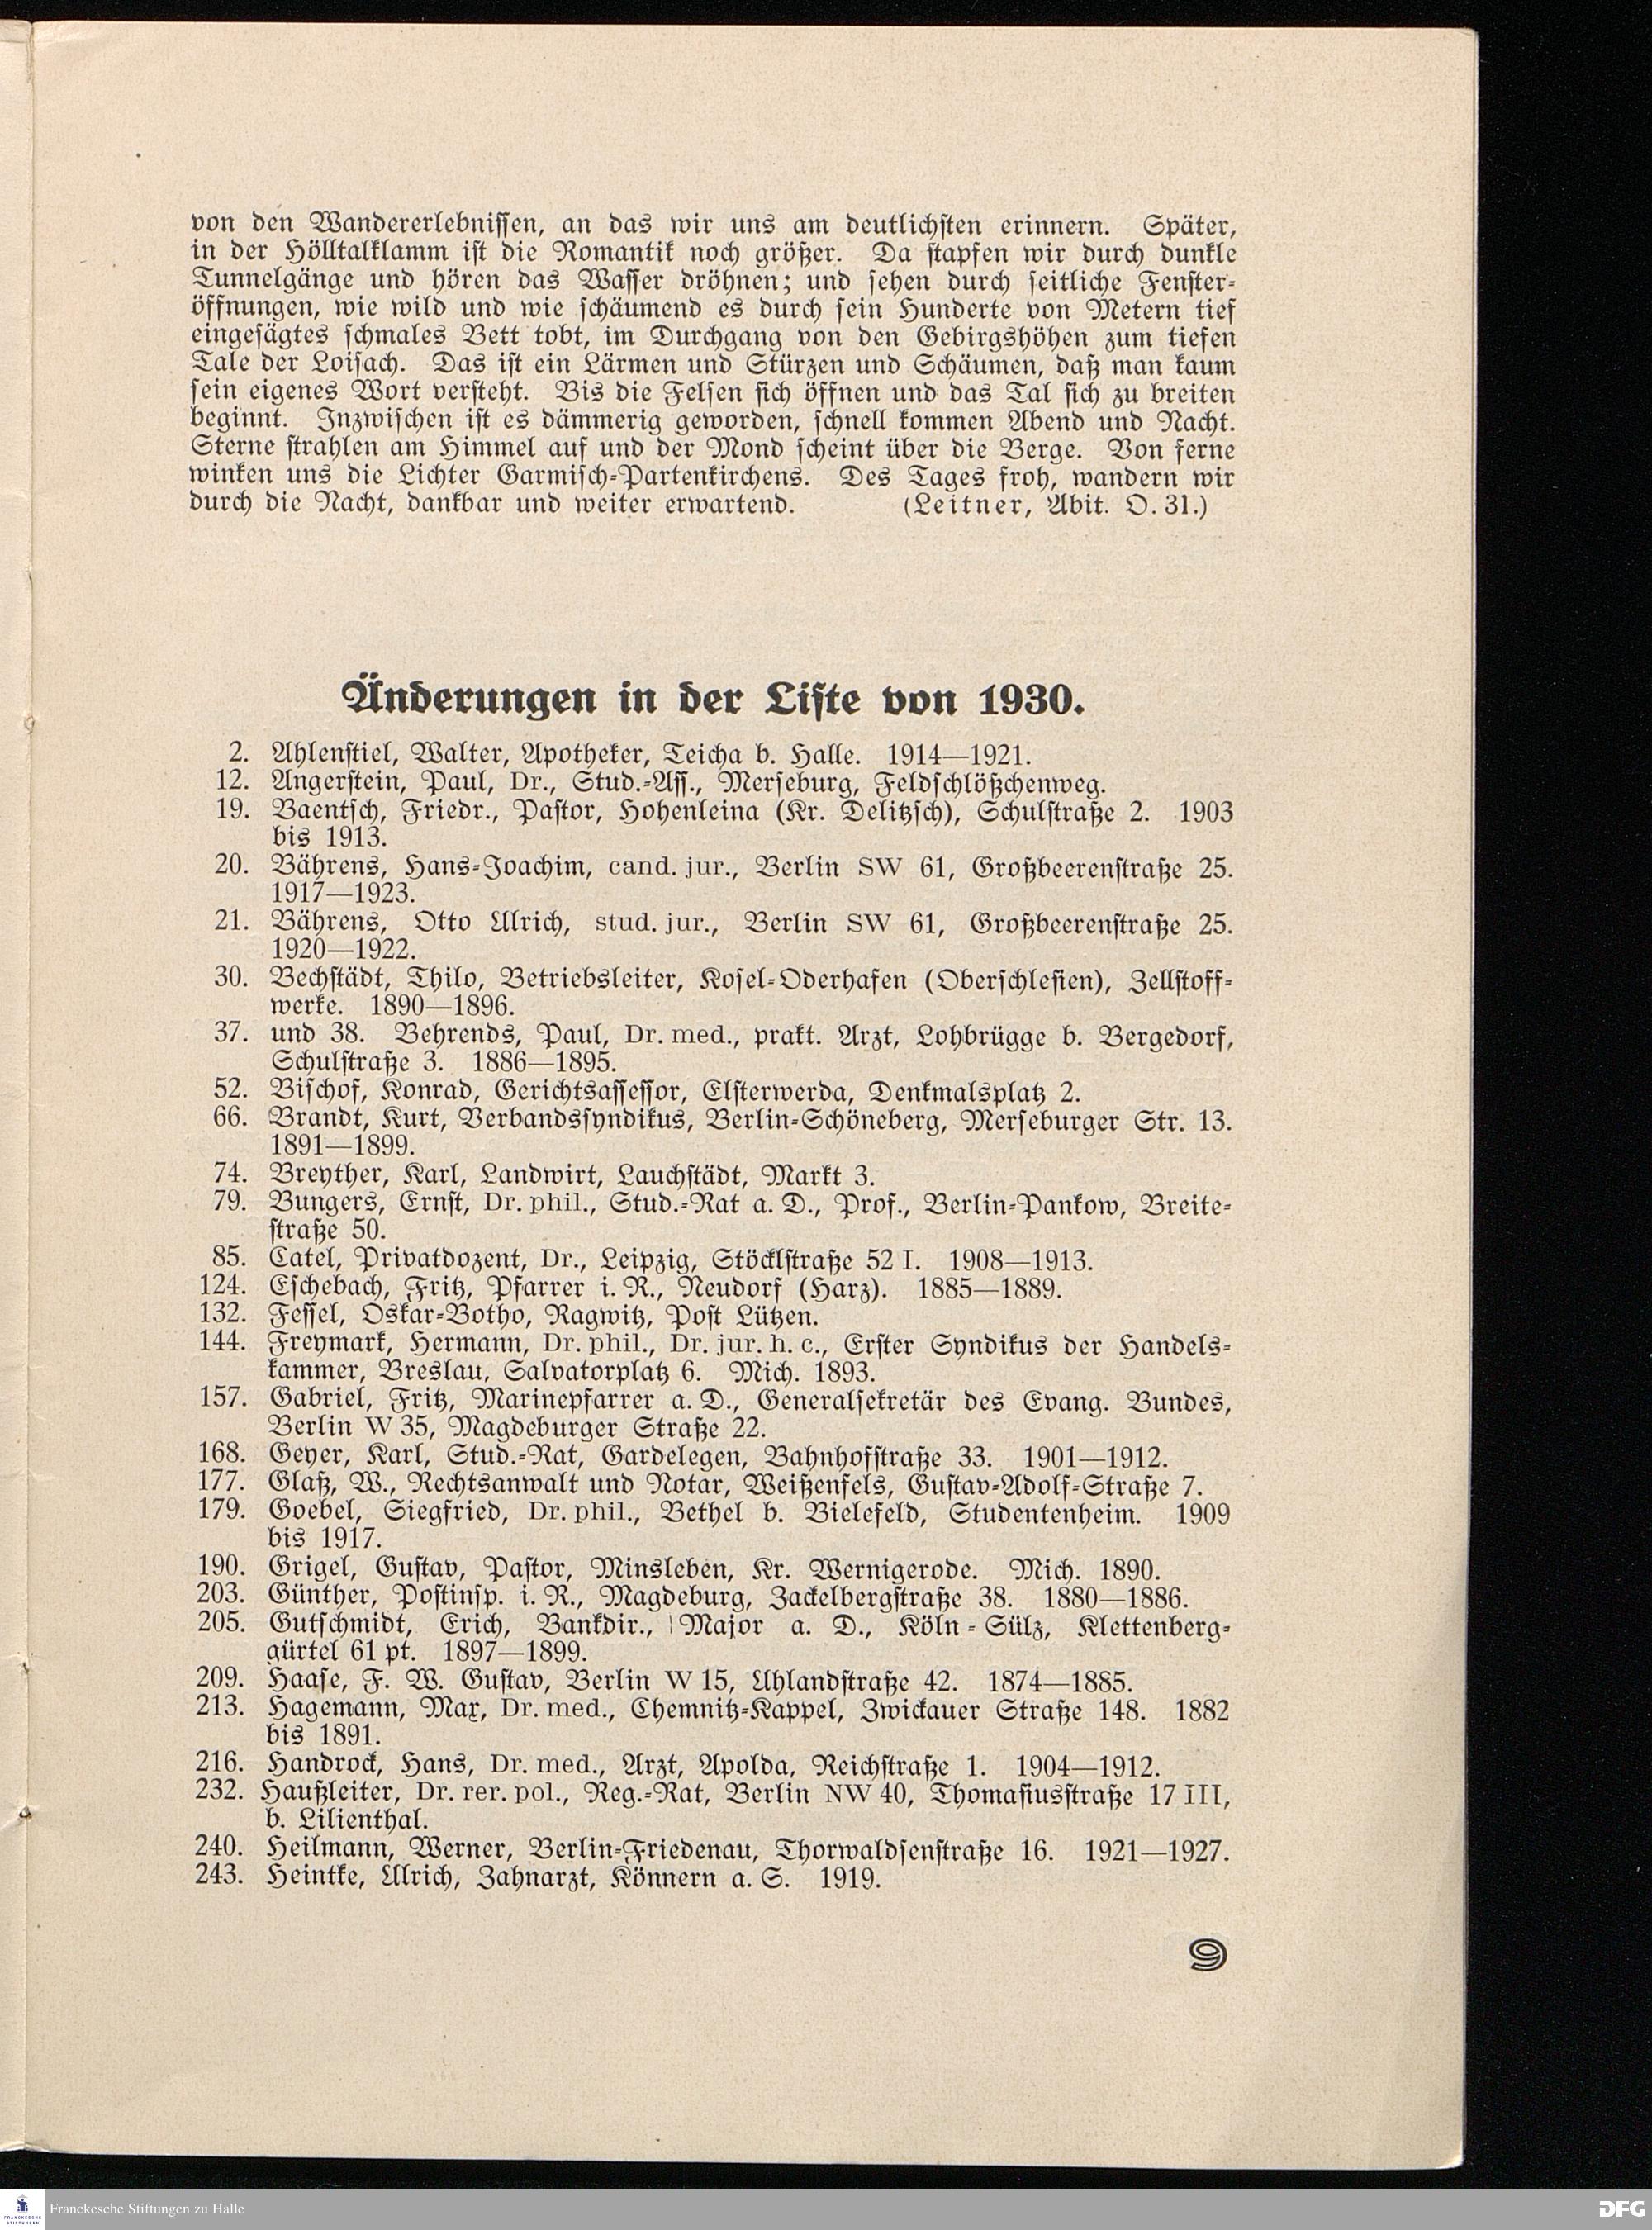 von den Wandererlebnissen, an das wir uns am deutlichsten erinnern. Später,
in der Hölltalklamm ist die Romantik noch größer. Da stapfen wir durch dunkle
Tunnelgänge und hören das Wasser dröhnen; und sehen durch seitliche Fenster-
öffnungen, wie wild und wie schäumend es durch sein Hunderte von Metern tief
eingesägtes schmales Bett tobt, im Durchgang von den Gebirgshöhen zum tiefen
Tale der Loisach. Das ist ein Lärmen und Stürzen und Schäumen, daß man kaum
sein eigenes Wort versteht. Bis die Felsen sich öffnen und das Tal sich zu breiten
beginnt. Inzwischen ist es dämmerig geworden, schnell kommen Abend und Nacht.
Sterne strahlen am Himmel auf und der Mond scheint über die Berge. Von ferne
winken uns die Lichter Garmisch-Partenkirchens. Des Tages froh, wandern wir
durch die Nacht, dankbar und weiter erwartend. (Leitner, Abit. O. 31.)
Änderungen in der Liste von 1930.
2. Ahlenstiel, Walter, Apotheker, Teicha b. Halle. 1914—1921.
12. Angerstein, Paul, Dr., Stud.-Ass., Merseburg, Feldschlößchenweg.
19. Baentsch, Friedr., Pastor, Hohenleina (Kr. Delitzsch), Schulstraße 2. 1903
bis 1913.
20. Bährens, Hans-Joachim, cand. jur., Berlin SW 61, Großbeerenstraße 25.
1917—1923.
21. Bährens, Otto Ulrich, stud. jur., Berlin SW 61, Großbeerenstraße 25.
1920—1922.
30. Bechstädt, Thilo, Betriebsleiter, Kosel-Oderhafen (Oberschlesien), Zellstoff-
werke. 1890—1896.
37. und 38. Behrends, Paul, Dr. med., prakt. Arzt, Lohbrügge b. Bergedorf,
Schulstraße 3. 1886—1895.
52. Bischof, Konrad, Gerichtsassessor, Elsterwerda, Denkmalsplatz 2.
66. Brandt, Kurt, Verbandssyndikus, Berlin-Schöneberg, Merseburger Str. 13.
1891—1899.
74. Breyther, Karl, Landwirt, Lauchstädt, Markt 3.
79. Bungers, Ernst, Dr. phil., Stud.-Rat a. D., Prof., Berlin-Pankow, Breite-
straße 50.
85. Catel, Privatdozent, Dr., Leipzig, Stöcklstraße 52 I. 1908—1913.
124. Eschebach, Fritz, Pfarrer i. R., Neudorf (Harz). 1885—1889.
132. Fessel, Oskar-Botho, Ragwitz, Post Lützen.
144. Freymark, Hermann, Dr. phil., Dr. jur. h. c., Erster Syndikus der Handels-
kammer, Breslau, Salvatorplatz 6. Mich. 1893.
157. Gabriel, Fritz, Marinepfarrer a. D., Generalsekretär des Evang. Bundes,
Berlin W 35, Magdeburger Straße 22.
168. Geyer, Karl, Stud.-Rat, Gardelegen, Bahnhofstraße 33. 1901—1912.
177. Glaß, W., Rechtsanwalt und Notar, Weißenfels, Gustav-Adolf-Straße 7.
179. Goebel, Siegfried, Dr. phil., Bethel b. Bielefeld, Studentenheim. 1909
bis 1917.
190. Grigel, Gustav, Pastor, Minsleben, Kr. Wernigerode. Mich. 1890.
203. Günther, Postinsp. i. R., Magdeburg, Zackelbergstraße 38. 1880—1886.
205. Gutschmidt, Erich, Bankdir., Major a. D., Köln-Sülz, Klettenberg-
gürtel 61 pt. 1897—1899.
209. Haase, F. W. Gustav, Berlin W 15, Uhlandstraße 42. 1874—1885.
213. Hagemann, Max, Dr. med., Chemnitz-Kappel, Zwickauer Straße 148. 1882
bis 1891.
216. Handrock, Hans, Dr. med., Arzt, Apolda, Reichstraße 1. 1904—1912.
232. Haußleiter, Dr. rer. pol., Reg.-Rat, Berlin NW 40, Thomasiusstraße 17 III,
b. Lilienthal.
240. Heilmann, Werner, Berlin-Friedenau, Thorwaldsenstraße 16. 1921—1927.
243. Heintke, Ulrich, Zahnarzt, Könnern a. S. 1919.
9
FRANCKESCHE
STIFTUNGEN
Franckesche Stiftungen zu Halle
DFG